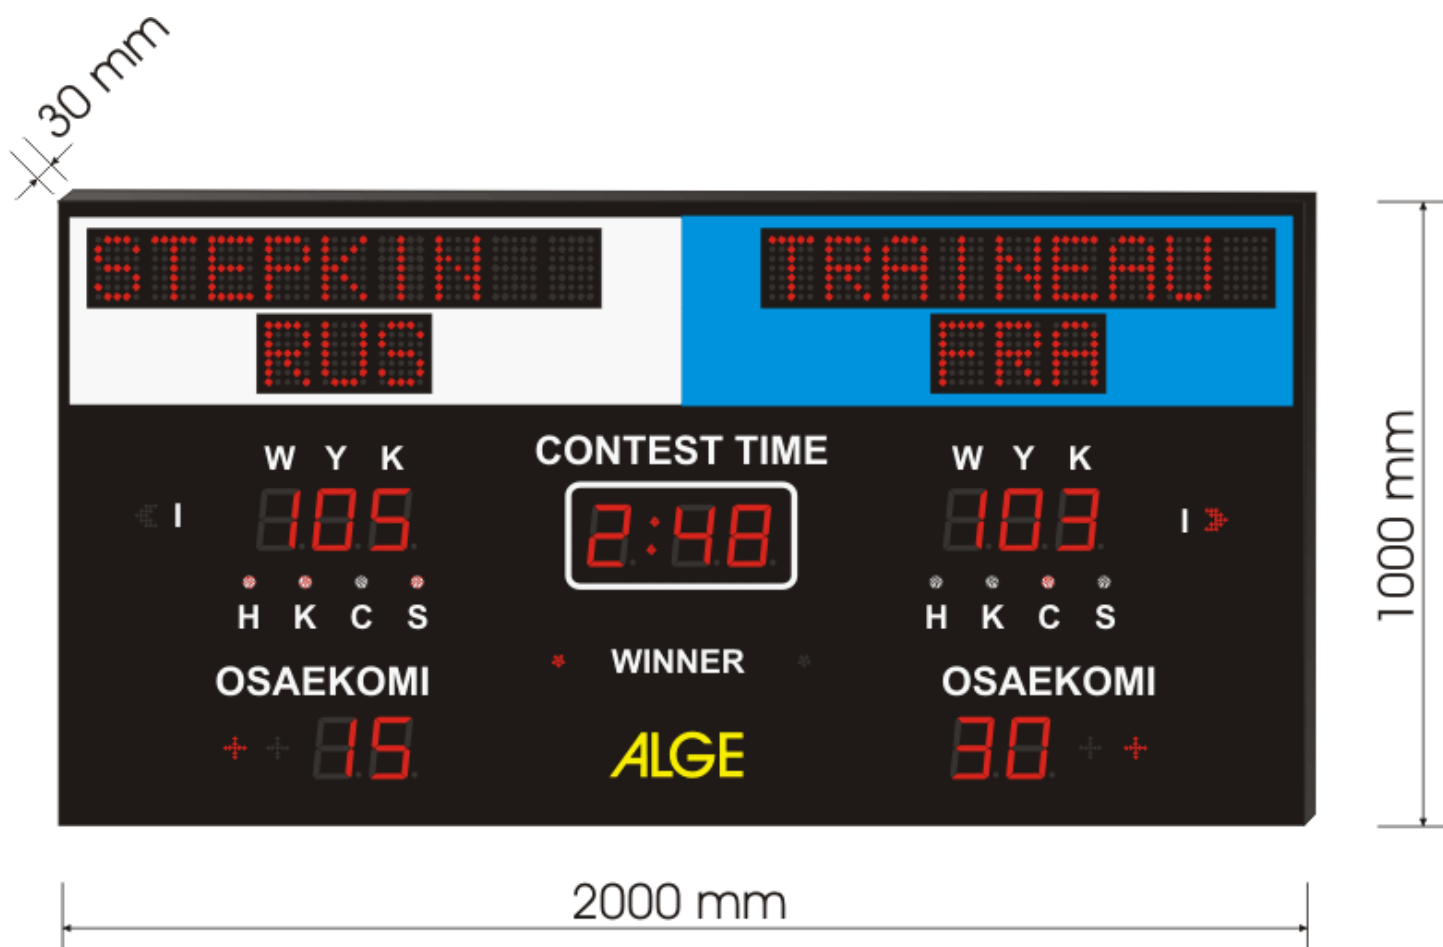 30 mm
STEPKIN TRAINEAU
RUS FRA
CONTEST TIME
W Y K W Y K
I 105 2:48 103 I
H K C S H K C S
WINNER
OSAEKOMI OSAEKOMI
15 ALGE 30
1000 mm
2000 mm